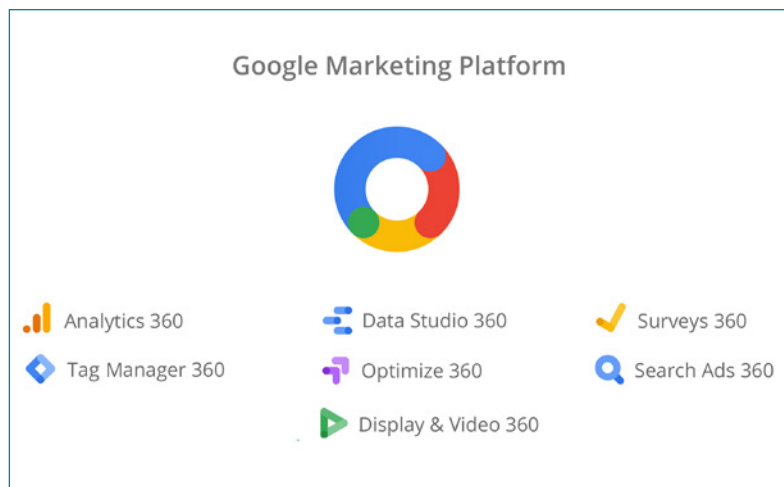 Google Marketing Platform
Analytics 360
Data Studio 360
Surveys 360
Tag Manager 360
Optimize 360
Search Ads 360
Display & Video 360